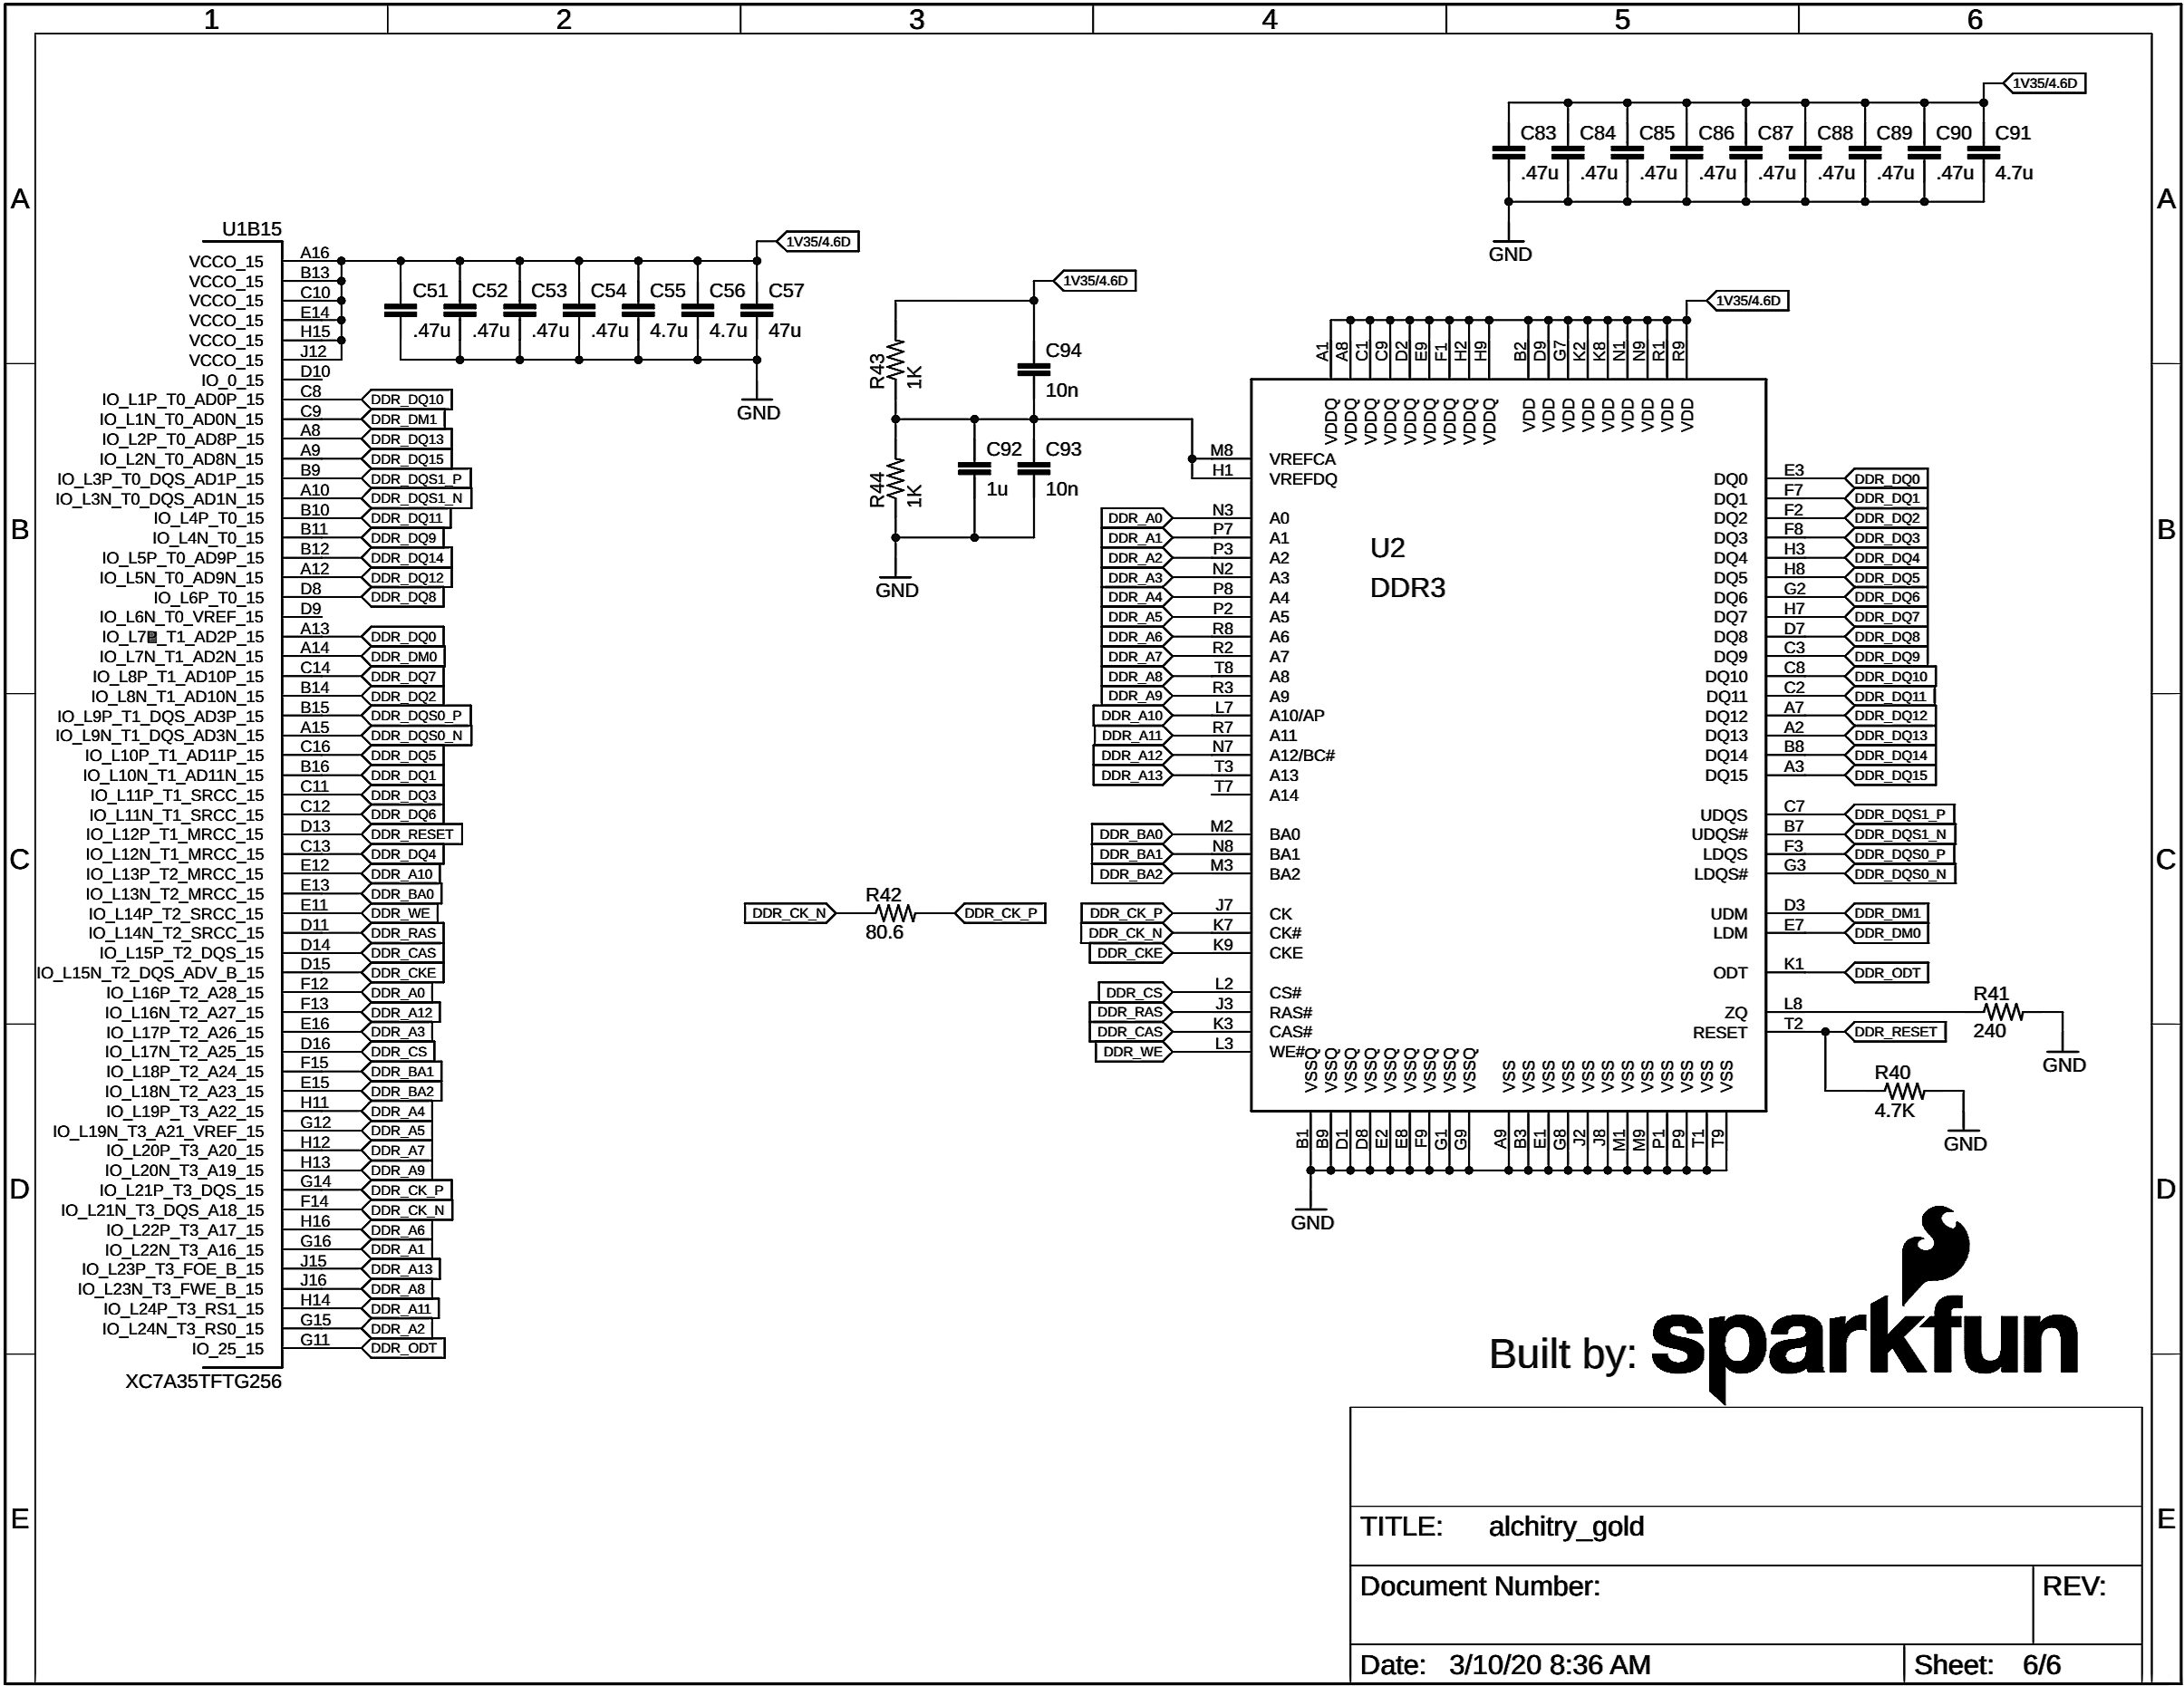 1 2 3 4 5 6
A
B
C
D
E
A
B
C
D
E
U1B15
VCCO_15 A16
VCCO_15 B13
VCCO_15 C10
VCCO_15 E14
VCCO_15 H15
VCCO_15 J12
IO_0_15 D10
IO_L1P_T0_AD0P_15 C8 DDR_DQ10
IO_L1N_T0_AD0N_15 C9 DDR_DM1
IO_L2P_T0_AD8P_15 A8 DDR_DQ13
IO_L2N_T0_AD8N_15 A9 DDR_DQ15
IO_L3P_T0_DQS_AD1P_15 B9 DDR_DQS1_P
IO_L3N_T0_DQS_AD1N_15 A10 DDR_DQS1_N
IO_L4P_T0_15 B10 DDR_DQ11
IO_L4N_T0_15 B11 DDR_DQ9
IO_L5P_T0_AD9P_15 B12 DDR_DQ14
IO_L5N_T0_AD9N_15 A12 DDR_DQ12
IO_L6P_T0_15 D8 DDR_DQ8
IO_L6N_T0_VREF_15 D9
IO_L7P_T1_AD2P_15 A13 DDR_DQ0
IO_L7N_T1_AD2N_15 A14 DDR_DM0
IO_L8P_T1_AD10P_15 C14 DDR_DQ7
IO_L8N_T1_AD10N_15 B14 DDR_DQ2
IO_L9P_T1_DQS_AD3P_15 B15 DDR_DQS0_P
IO_L9N_T1_DQS_AD3N_15 A15 DDR_DQS0_N
IO_L10P_T1_AD11P_15 C16 DDR_DQ5
IO_L10N_T1_AD11N_15 B16 DDR_DQ1
IO_L11P_T1_SRCC_15 C11 DDR_DQ3
IO_L11N_T1_SRCC_15 C12 DDR_DQ6
IO_L12P_T1_MRCC_15 D13 DDR_RESET
IO_L12N_T1_MRCC_15 C13 DDR_DQ4
IO_L13P_T2_MRCC_15 E12 DDR_A10
IO_L13N_T2_MRCC_15 E13 DDR_BA0
IO_L14P_T2_SRCC_15 E11 DDR_WE
IO_L14N_T2_SRCC_15 D11 DDR_RAS
IO_L15P_T2_DQS_15 D14 DDR_CAS
IO_L15N_T2_DQS_ADV_B_15 D15 DDR_CKE
IO_L16P_T2_A28_15 F12 DDR_A0
IO_L16N_T2_A27_15 F13 DDR_A12
IO_L17P_T2_A26_15 E16 DDR_A3
IO_L17N_T2_A25_15 D16 DDR_CS
IO_L18P_T2_A24_15 F15 DDR_BA1
IO_L18N_T2_A23_15 E15 DDR_BA2
IO_L19P_T3_A22_15 H11 DDR_A4
IO_L19N_T3_A21_VREF_15 G12 DDR_A5
IO_L20P_T3_A20_15 H12 DDR_A7
IO_L20N_T3_A19_15 H13 DDR_A9
IO_L21P_T3_DQS_15 G14 DDR_CK_P
IO_L21N_T3_DQS_A18_15 F14 DDR_CK_N
IO_L22P_T3_A17_15 H16 DDR_A6
IO_L22N_T3_A16_15 G16 DDR_A1
IO_L23P_T3_FOE_B_15 J15 DDR_A13
IO_L23N_T3_FWE_B_15 J16 DDR_A8
IO_L24P_T3_RS1_15 H14 DDR_A11
IO_L24N_T3_RS0_15 G15 DDR_A2
IO_25_15 G11 DDR_ODT
XC7A35TFTG256
1V35/4.6D
C51 C52 C53 C54 C55 C56 C57
.47u .47u .47u .47u 4.7u 4.7u 47u
GND
1V35/4.6D
R43 1K
C94
10n
R44 1K
C92 C93
1u 10n
GND
DDR_CK_N R42 DDR_CK_P
80.6
1V35/4.6D
C83 C84 C85 C86 C87 C88 C89 C90 C91
.47u .47u .47u .47u .47u .47u .47u .47u 4.7u
GND
1V35/4.6D
A1 A8 C1 C9 D2 E9 F1 H2 H9 B2 D9 G7 K2 K8 N1 N9 R1 R9
VDDQ VDDQ VDDQ VDDQ VDDQ VDDQ VDDQ VDDQ VDDQ VDD VDD VDD VDD VDD VDD VDD VDD VDD
U2
DDR3
M8 VREFCA
H1 VREFDQ
DDR_A0 N3 A0
DDR_A1 P7 A1
DDR_A2 P3 A2
DDR_A3 N2 A3
DDR_A4 P8 A4
DDR_A5 P2 A5
DDR_A6 R8 A6
DDR_A7 R2 A7
DDR_A8 T8 A8
DDR_A9 R3 A9
DDR_A10 L7 A10/AP
DDR_A11 R7 A11
DDR_A12 N7 A12/BC#
DDR_A13 T3 A13
T7 A14
DDR_BA0 M2 BA0
DDR_BA1 N8 BA1
DDR_BA2 M3 BA2
DDR_CK_P J7 CK
DDR_CK_N K7 CK#
DDR_CKE K9 CKE
DDR_CS L2 CS#
DDR_RAS J3 RAS#
DDR_CAS K3 CAS#
DDR_WE L3 WE#
DQ0 E3 DDR_DQ0
DQ1 F7 DDR_DQ1
DQ2 F2 DDR_DQ2
DQ3 F8 DDR_DQ3
DQ4 H3 DDR_DQ4
DQ5 H8 DDR_DQ5
DQ6 G2 DDR_DQ6
DQ7 H7 DDR_DQ7
DQ8 D7 DDR_DQ8
DQ9 C3 DDR_DQ9
DQ10 C8 DDR_DQ10
DQ11 C2 DDR_DQ11
DQ12 A7 DDR_DQ12
DQ13 A2 DDR_DQ13
DQ14 B8 DDR_DQ14
DQ15 A3 DDR_DQ15
UDQS C7 DDR_DQS1_P
UDQS# B7 DDR_DQS1_N
LDQS F3 DDR_DQS0_P
LDQS# G3 DDR_DQS0_N
UDM D3 DDR_DM1
LDM E7 DDR_DM0
ODT K1 DDR_ODT
ZQ L8 R41
240
GND
RESET T2 DDR_RESET
R40
4.7K
GND
VSSQ VSSQ VSSQ VSSQ VSSQ VSSQ VSSQ VSSQ VSSQ VSS VSS VSS VSS VSS VSS VSS VSS VSS VSS VSS VSS
B1 B9 D1 D8 E2 E8 F9 G1 G9 A9 B3 E1 G8 J2 J8 M1 M9 P1 P9 T1 T9
GND
Built by: sparkfun
TITLE: alchitry_gold
Document Number: REV:
Date: 3/10/20 8:36 AM Sheet: 6/6